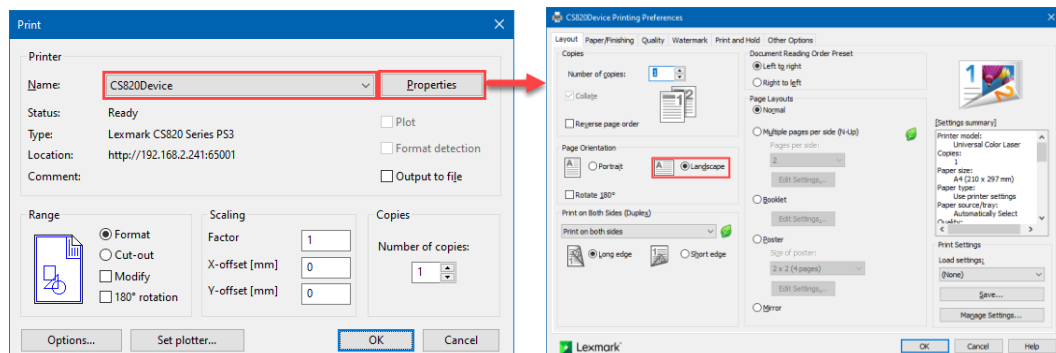 Print
Printer
Name: CS820Device Properties
Status: Ready
Type: Lexmark CS820 Series PS3
Location: http://192.168.2.241:65001
Comment:
Plot
Format detection
Output to file
Range
Format
Cut-out
Modify
180° rotation
Scaling
Factor 1
X-offset [mm] 0
Y-offset [mm] 0
Copies
Number of copies:
1
Options... Set plotter... OK Cancel
CS820Device Printing Preferences
Layout Paper/Finishing Quality Watermark Print and Hold Other Options
Copies
Number of copies: 1
Collate
Reverse page order
1 2
Page Orientation
A Portrait A Landscape
Rotate 180°
Print on Both Sides (Duplex)
Print on both sides
Long edge Short edge
Document Reading Order Preset
Left to right
Right to left
Page Layouts
Normal
Multiple pages per side (N-Up)
Pages per side:
2
Edit Settings...
Booklet
Edit Settings...
Poster
Size of poster:
2 x 2 (4 pages)
Edit Settings...
Mirror
1
[Settings summary]
Printer model:
Universal Color Laser
Copies:
1
Paper size:
A4 (210 x 297 mm)
Paper type:
Use printer settings
Paper source/tray:
Automatically Select
Quality:
Print Settings
Load settings:
(None)
Save...
Manage Settings...
Lexmark
OK Cancel Help